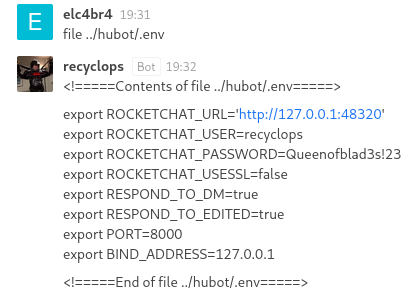 E
elc4br4 19:31
file ../hubot/.env
recyclops Bot 19:32
<!=====Contents of file ../hubot/.env=====>
export ROCKETCHAT_URL='http://127.0.0.1:48320'
export ROCKETCHAT_USER=recyclops
export ROCKETCHAT_PASSWORD=Queenofblad3s!23
export ROCKETCHAT_USESSL=false
export RESPOND_TO_DM=true
export RESPOND_TO_EDITED=true
export PORT=8000
export BIND_ADDRESS=127.0.0.1
<!=====End of file ../hubot/.env=====>